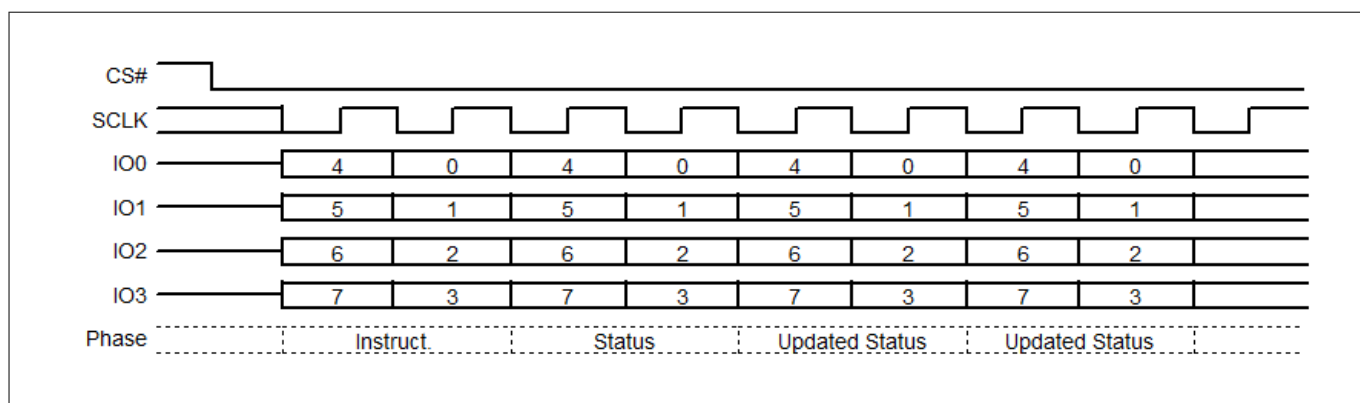 CS#
SCLK
IO0 4 0 4 0 4 0 4 0
IO1 5 1 5 1 5 1 5 1
IO2 6 2 6 2 6 2 6 2
IO3 7 3 7 3 7 3 7 3
Phase Instruct. Status Updated Status Updated Status